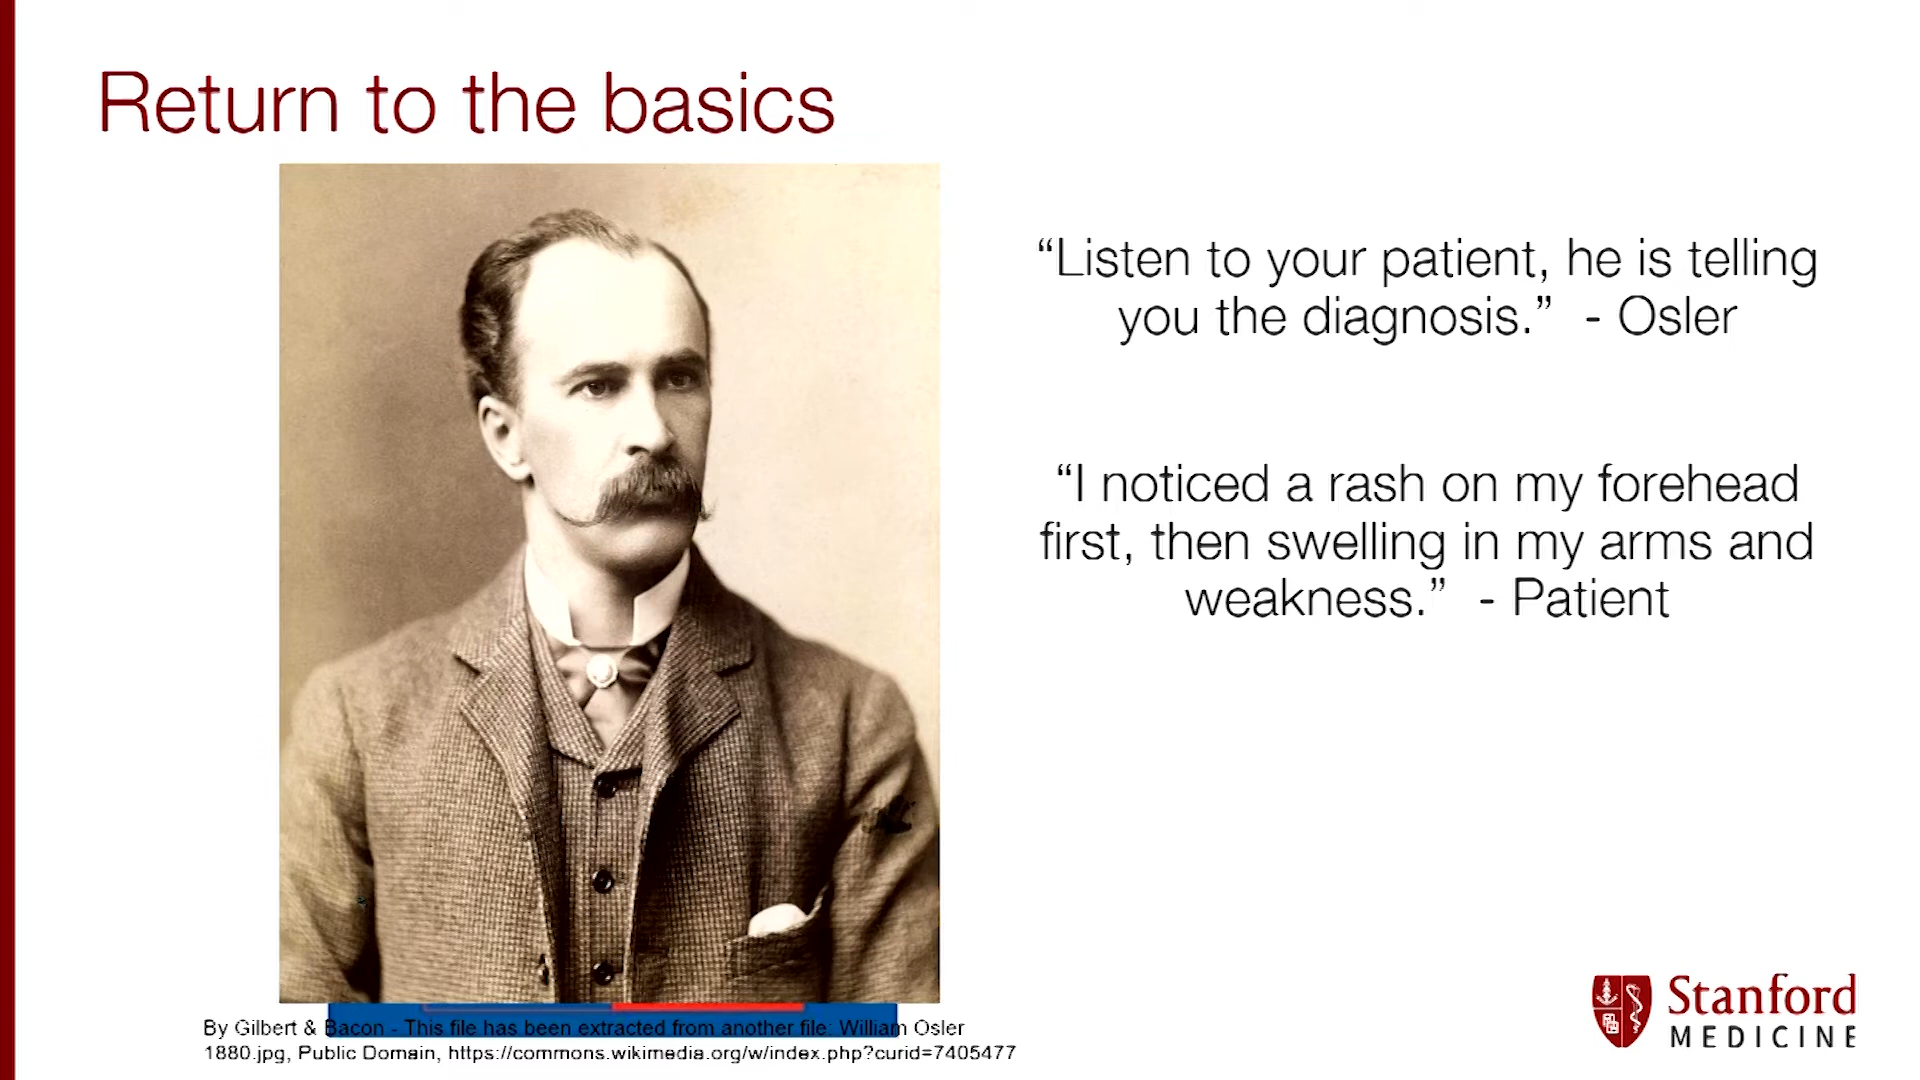 Return to the basics
“Listen to your patient, he is telling
you the diagnosis.”  - Osler
“I noticed a rash on my forehead
first, then swelling in my arms and
weakness.”  - Patient
By Gilbert & Bacon - This file has been extracted from another file: William Osler
1880.jpg, Public Domain, https://commons.wikimedia.org/w/index.php?curid=7405477
Stanford
MEDICINE